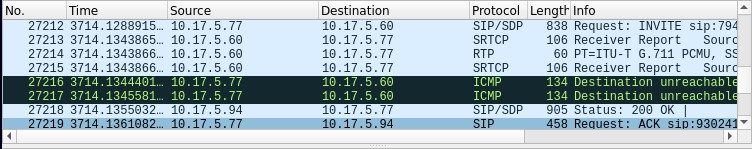 No. Time Source Destination Protocol Length Info
27212 3714.1288915… 10.17.5.77 10.17.5.60 SIP/SDP 838 Request: INVITE sip:794
27213 3714.1343865… 10.17.5.60 10.17.5.77 SRTCP 106 Receiver Report Sourc
27214 3714.1343866… 10.17.5.60 10.17.5.77 RTP 60 PT=ITU-T G.711 PCMU, SS
27215 3714.1343866… 10.17.5.60 10.17.5.77 SRTCP 106 Receiver Report Sourc
27216 3714.1344401… 10.17.5.77 10.17.5.60 ICMP 134 Destination unreachable
27217 3714.1345581… 10.17.5.77 10.17.5.60 ICMP 134 Destination unreachable
27218 3714.1355032… 10.17.5.94 10.17.5.77 SIP/SDP 905 Status: 200 OK |
27219 3714.1361082… 10.17.5.77 10.17.5.94 SIP 458 Request: ACK sip:930241